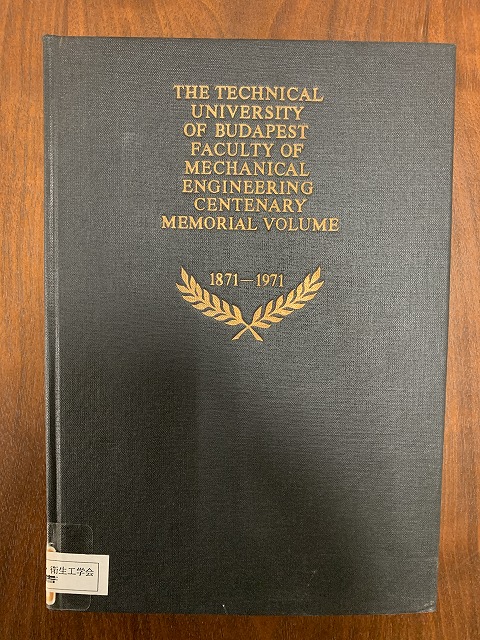 THE TECHNICAL
UNIVERSITY
OF BUDAPEST
FACULTY OF
MECHANICAL
ENGINEERING
CENTENARY
MEMORIAL VOLUME
1871—1971
衛生工学会